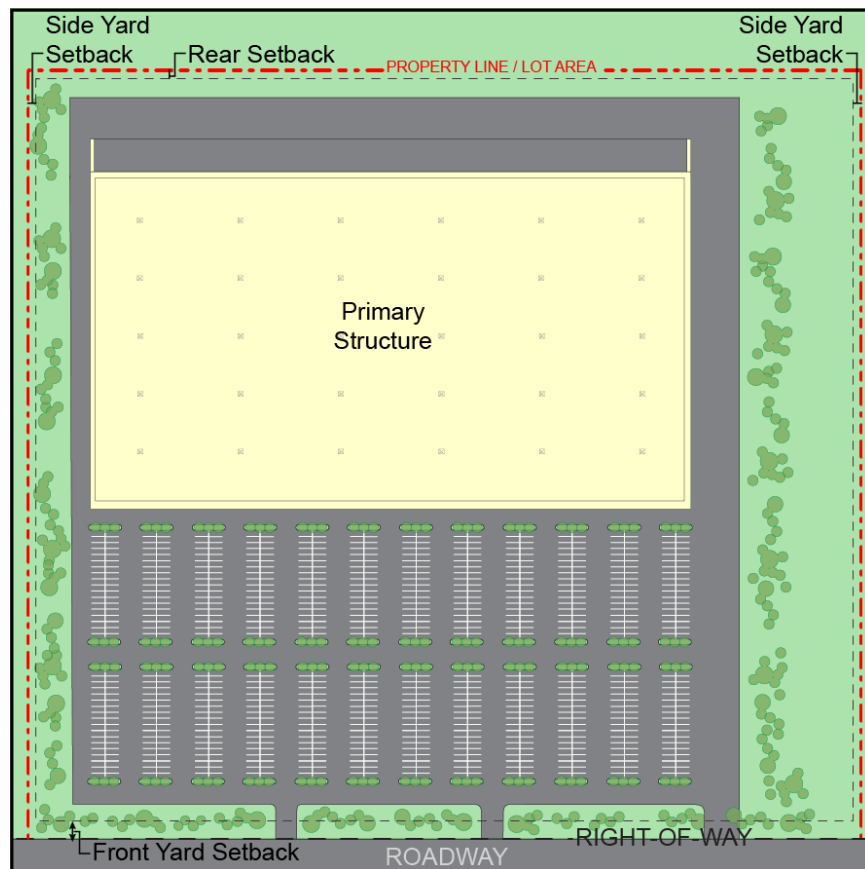 Side Yard
Setback
Rear Setback
Side Yard
Setback
PROPERTY LINE / LOT AREA
Primary
Structure
RIGHT-OF-WAY
Front Yard Setback
ROADWAY